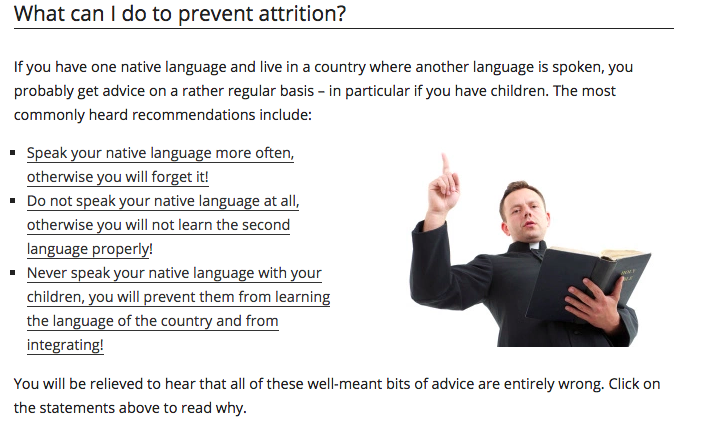 What can I do to prevent attrition?
If you have one native language and live in a country where another language is spoken, you
probably get advice on a rather regular basis – in particular if you have children. The most
commonly heard recommendations include:
Speak your native language more often,
otherwise you will forget it!
Do not speak your native language at all,
otherwise you will not learn the second
language properly!
Never speak your native language with your
children, you will prevent them from learning
the language of the country and from
integrating!
HOLY
BIBLE
You will be relieved to hear that all of these well-meant bits of advice are entirely wrong. Click on
the statements above to read why.